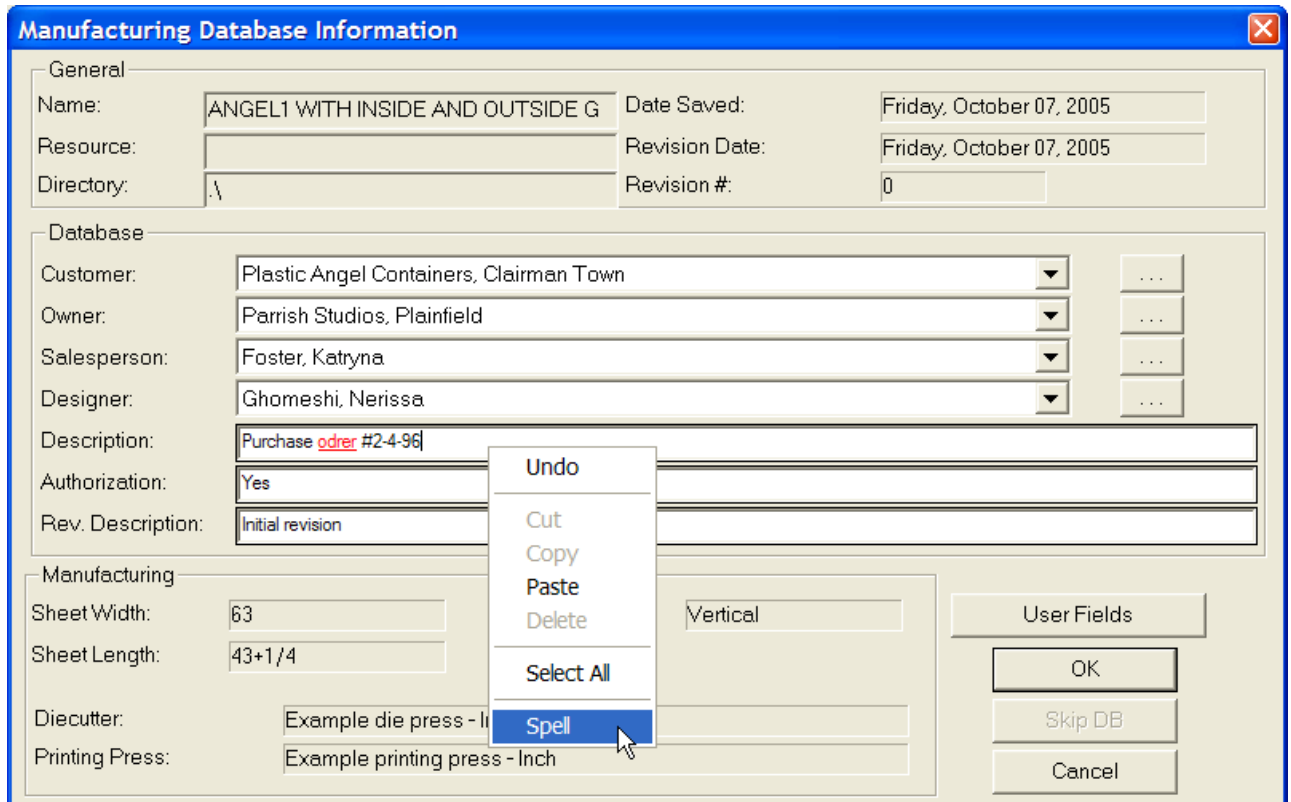 Manufacturing Database Information
General
Name: ANGEL1 WITH INSIDE AND OUTSIDE G Date Saved: Friday, October 07, 2005
Resource: Revision Date: Friday, October 07, 2005
Directory: .\ Revision #: 0
Database
Customer: Plastic Angel Containers, Clairman Town ...
Owner: Parrish Studios, Plainfield ...
Salesperson: Foster, Katryna ...
Designer: Ghomeshi, Nerissa ...
Description: Purchase odrer #2-4-96
Authorization: Yes
Rev. Description: Initial revision
Undo
Cut
Copy
Paste
Delete
Select All
Spell
Manufacturing
Sheet Width: 63 Vertical
Sheet Length: 43+1/4
Diecutter: Example die press -
Printing Press: Example printing press - Inch
User Fields
OK
Skip DB
Cancel